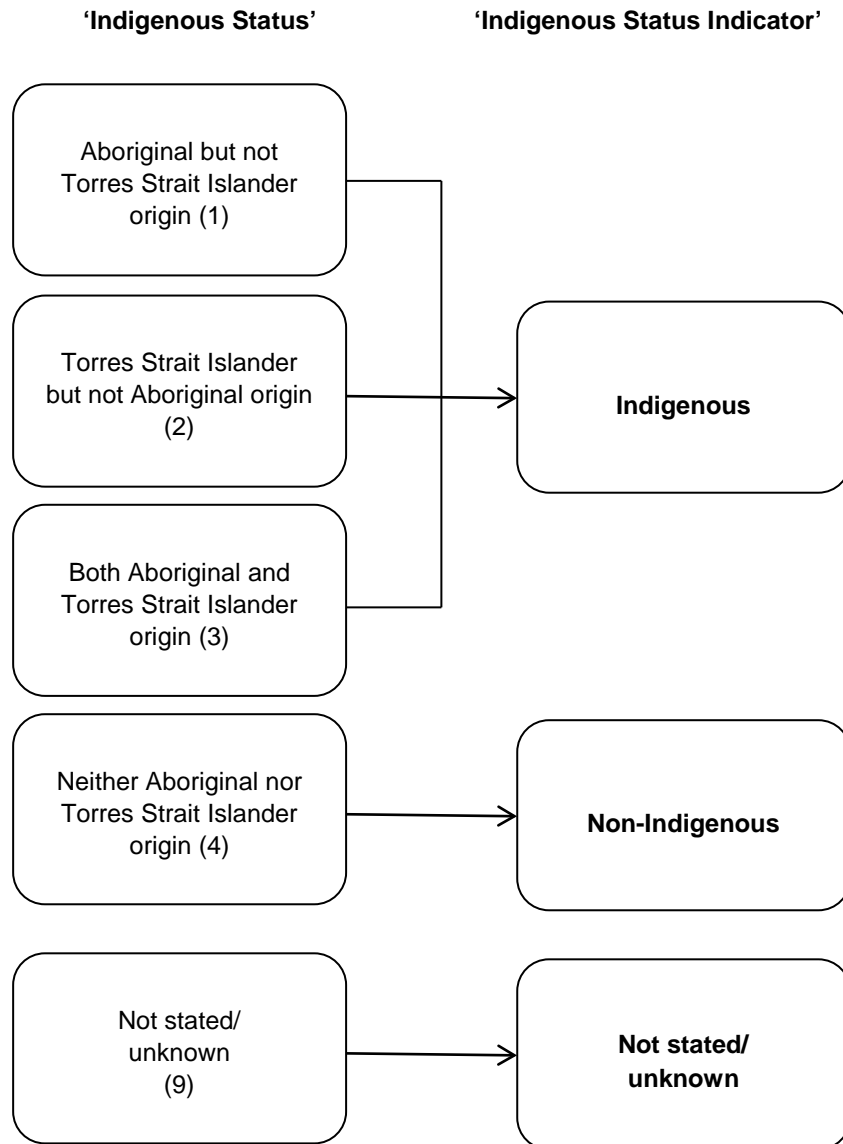 ‘Indigenous Status’
‘Indigenous Status Indicator’
Aboriginal but not
Torres Strait Islander
origin (1)
Torres Strait Islander
but not Aboriginal origin
(2)
Indigenous
Both Aboriginal and
Torres Strait Islander
origin (3)
Neither Aboriginal nor
Torres Strait Islander
origin (4)
Non-Indigenous
Not stated/
unknown
(9)
Not stated/
unknown